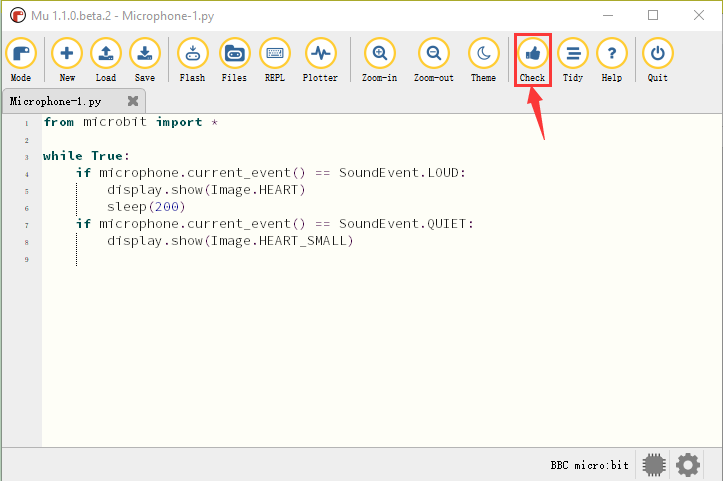 Mu 1.1.0.beta.2 - Microphone-1.py
Mode New Load Save Flash Files REPL Plotter Zoom-in Zoom-out Theme Check Tidy Help Quit
Microphone-1.py
1 from microbit import *
2
3 while True:
4     if microphone.current_event() == SoundEvent.LOUD:
5         display.show(Image.HEART)
6         sleep(200)
7     if microphone.current_event() == SoundEvent.QUIET:
8         display.show(Image.HEART_SMALL)
9
BBC micro:bit